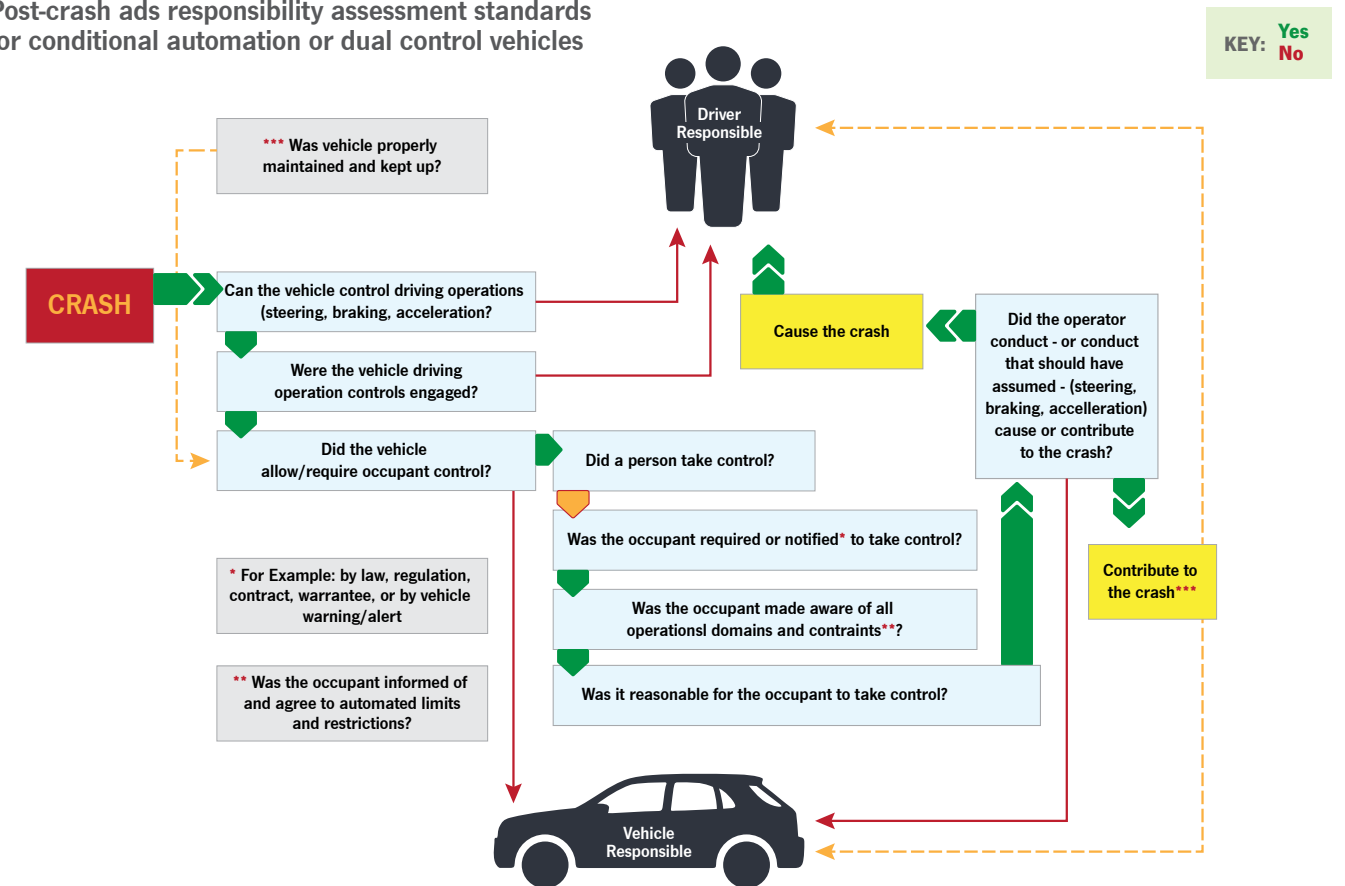 Post-crash ads responsibility assessment standards
or conditional automation or dual control vehicles
KEY:
Yes
No
Driver
Responsible
*** Was vehicle properly
maintained and kept up?
CRASH
Can the vehicle control driving operations
(steering, braking, acceleration?
Were the vehicle driving
operation controls engaged?
Did the vehicle
allow/require occupant control?
Did a person take control?
Was the occupant required or notified* to take control?
Was the occupant made aware of all
operationsl domains and contraints**?
Was it reasonable for the occupant to take control?
Cause the crash
Did the operator
conduct - or conduct
that should have
assumed - (steering,
braking, accelleration)
cause or contribute
to the crash?
Contribute to
the crash***
* For Example: by law, regulation,
contract, warrantee, or by vehicle
warning/alert
** Was the occupant informed of
and agree to automated limits
and restrictions?
Vehicle
Responsible